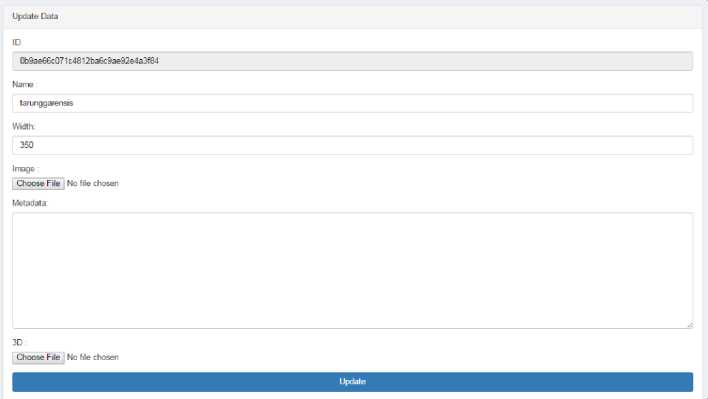 Update Data
ID:
0b9ae66c071c4812ba6c9ae92e4a3f84
Name
tarunggarensis
Width:
350
Image :
Choose File No file chosen
Metadata:
3D :
Choose File No file chosen
Update